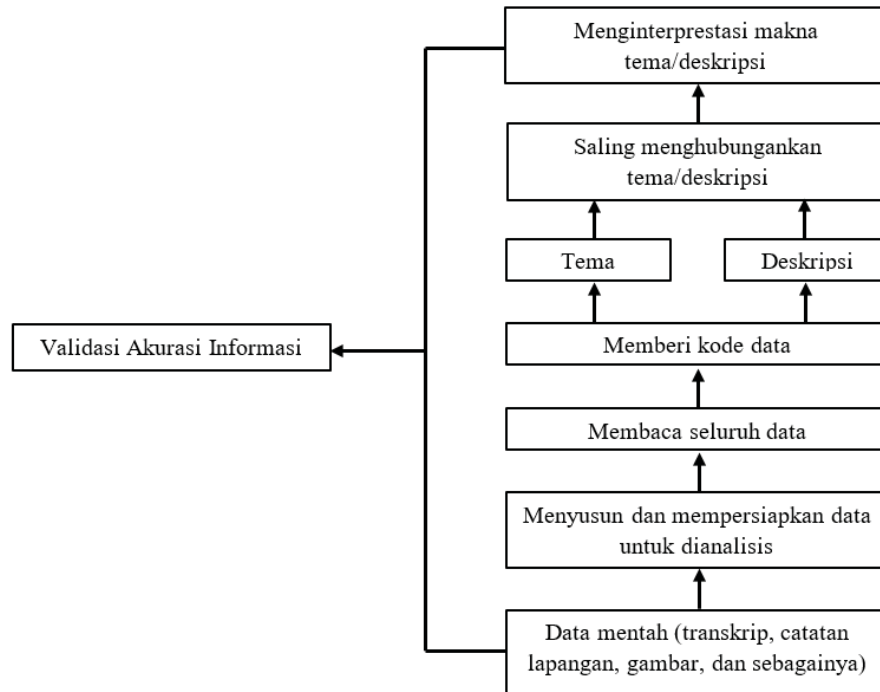 Menginterprestasi makna
tema/deskripsi
Saling menghubungankan
tema/deskripsi
Tema
Deskripsi
Validasi Akurasi Informasi
Memberi kode data
Membaca seluruh data
Menyusun dan mempersiapkan data
untuk dianalisis
Data mentah (transkrip, catatan
lapangan, gambar, dan sebagainya)